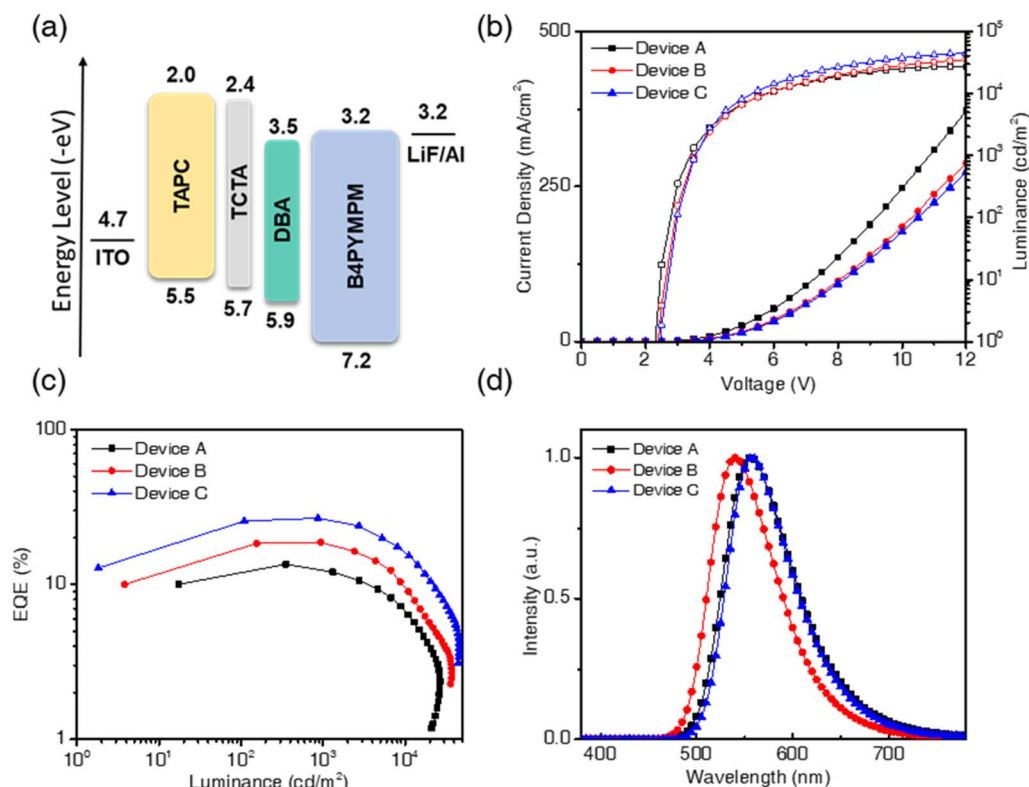 (a)
Energy Level (-eV)
4.7
ITO
2.0
TAPC
5.5
2.4
TCTA
5.7
3.5
DBA
5.9
3.2
B4PYMPM
7.2
3.2
LiF/Al
(b)
Device A
Device B
Device C
500
250
0
Current Density (mA/cm²)
10⁵
10⁴
10³
10²
10¹
10⁰
Luminance (cd/m²)
0 2 4 6 8 10 12
Voltage (V)
(c)
Device A
Device B
Device C
100
10
1
EQE (%)
10⁰ 10¹ 10² 10³ 10⁴
Luminance (cd/m²)
(d)
Device A
Device B
Device C
1.0
0.5
0.0
Intensity (a.u.)
400 500 600 700
Wavelength (nm)